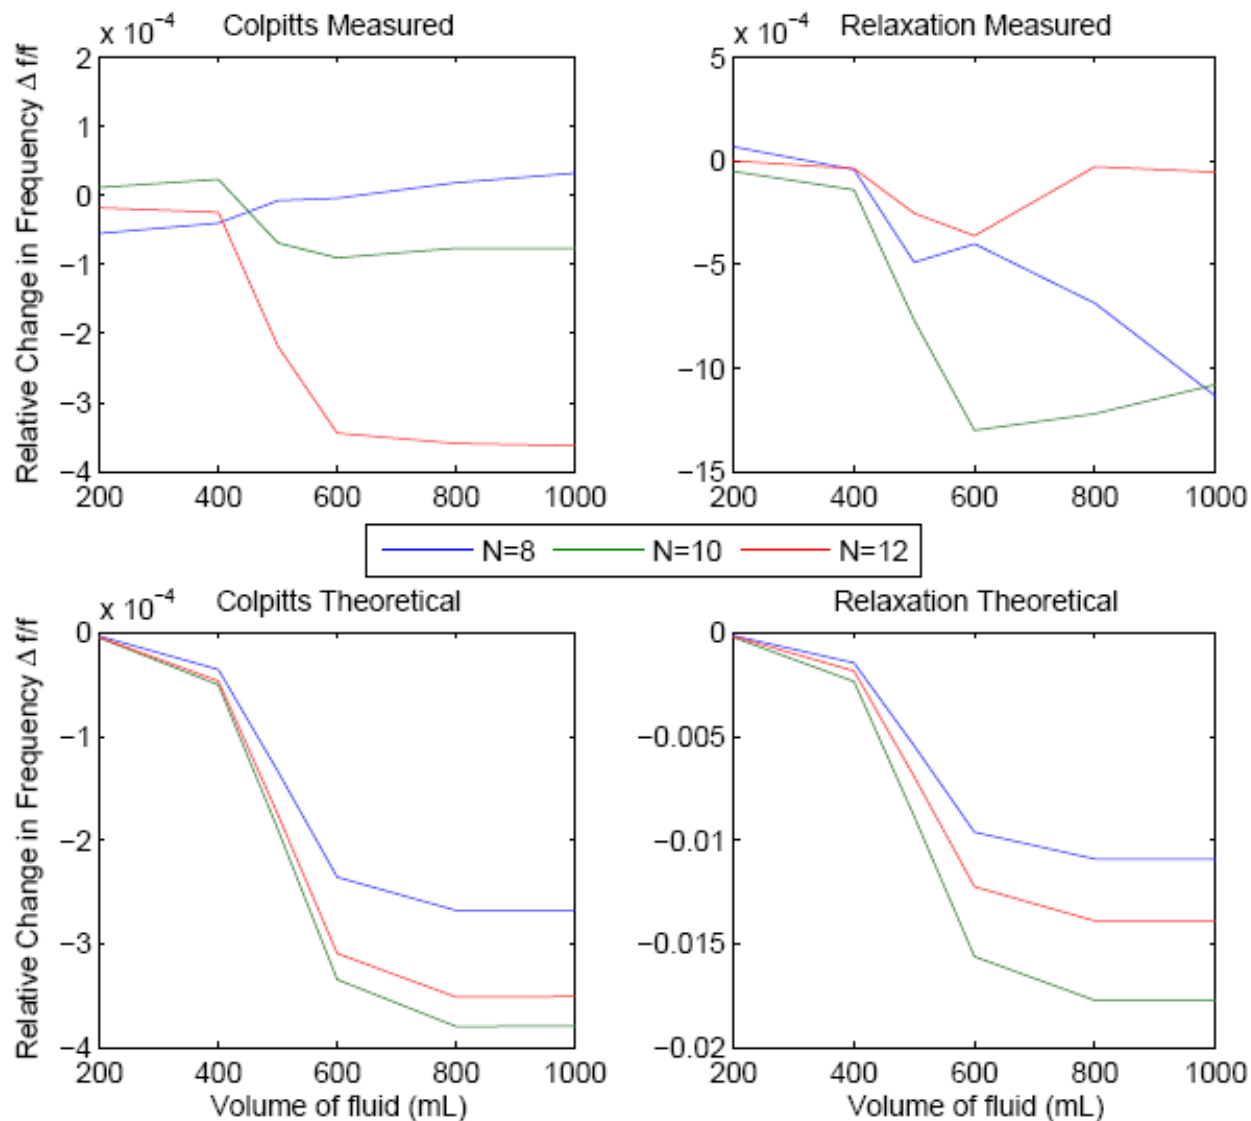 x 10⁻⁴ Colpitts Measured
2
1
0
−1
−2
−3
−4
Relative Change in Frequency Δ f/f
200 400 600 800 1000
x 10⁻⁴ Relaxation Measured
5
0
−5
−10
−15
200 400 600 800 1000
N=8 N=10 N=12
x 10⁻⁴ Colpitts Theoretical
0
−1
−2
−3
−4
Relative Change in Frequency Δ f/f
200 400 600 800 1000
Volume of fluid (mL)
Relaxation Theoretical
0
−0.005
−0.01
−0.015
−0.02
200 400 600 800 1000
Volume of fluid (mL)